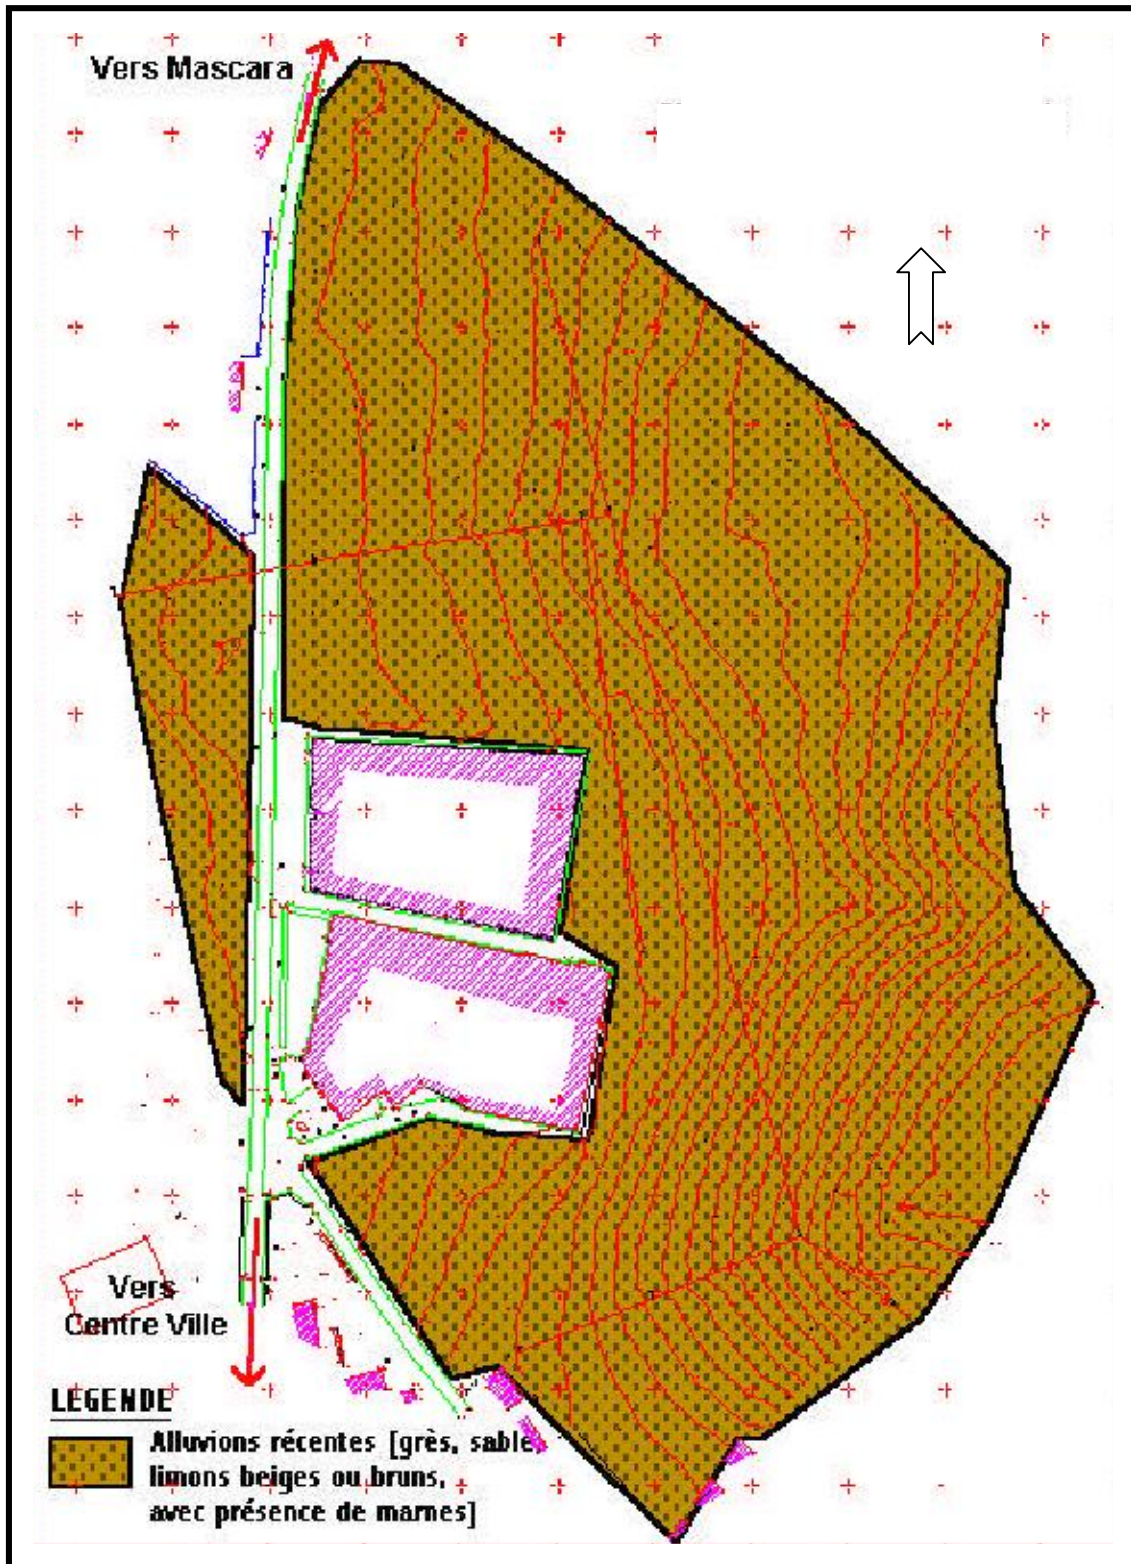 Vers Mascara
Vers
Centre Ville
LEGENDE
Alluvions récentes [grès, sable,
limons beiges ou bruns,
avec présence de marnes]